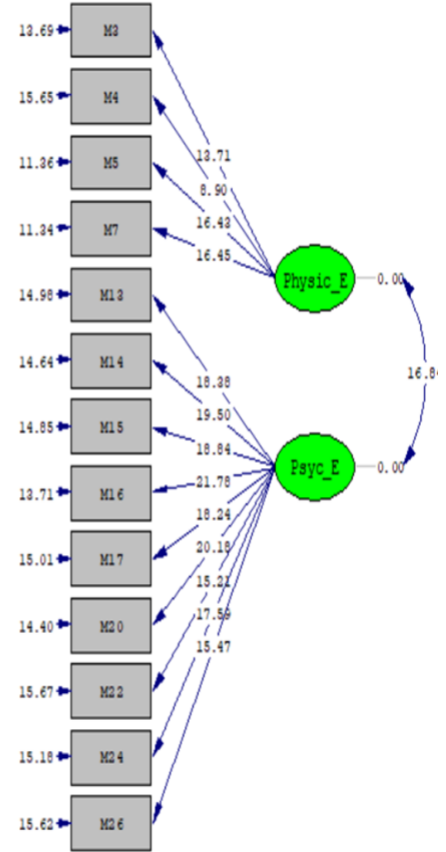 13.69 M3
15.65 M4
13.71
11.36 M5
8.90
16.43
11.34 M7
16.45
Physic_E 0.00
14.98 M13
14.64 M14
18.38
16.84
19.50
14.85 M15
18.84
Psyc_E 0.00
13.71 M16
21.78
18.24
15.01 M17
20.18
15.21
14.40 M20
17.59
15.47
15.67 M22
15.18 M24
15.62 M26